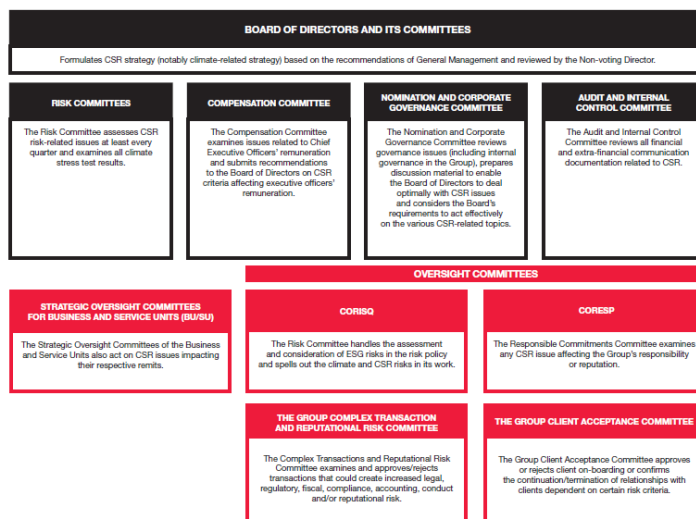 BOARD OF DIRECTORS AND ITS COMMITTEES
Formulates CSR strategy (notably climate-related strategy) based on the recommendations of General Management and reviewed by the Non-voting Director.
RISK COMMITTEES
The Risk Committee assesses CSR
risk-related issues at least every
quarter and examines all climate
stress test results.
COMPENSATION COMMITTEE
The Compensation Committee
examines issues related to Chief
Executive Officers' remuneration
and submits recommendations
to the Board of Directors on CSR
criteria affecting executive officers'
remuneration.
NOMINATION AND CORPORATE
GOVERNANCE COMMITTEE
The Nomination and Corporate
Governance Committee reviews
governance issues (including internal
governance in the Group), prepares
discussion material to enable
the Board of Directors to deal
optimally with CSR issues
and considers the Board's
requirements to act effectively
on the various CSR-related topics.
AUDIT AND INTERNAL
CONTROL COMMITTEE
The Audit and Internal Control
Committee reviews all financial
and extra-financial communication
documentation related to CSR.
OVERSIGHT COMMITTEES
STRATEGIC OVERSIGHT COMMITTEES
FOR BUSINESS AND SERVICE UNITS (BU/SU)
The Strategic Oversight Committees of the Business
and Service Units also act on CSR issues impacting
their respective remits.
CORISQ
The Risk Committee handles the assessment
and consideration of ESG risks in the risk policy
and spells out the climate and CSR risks in its work.
CORESP
The Responsible Commitments Committee examines
any CSR issue affecting the Group's responsibility
or reputation.
THE GROUP COMPLEX TRANSACTION
AND REPUTATIONAL RISK COMMITTEE
The Complex Transactions and Reputational Risk
Committee examines and approves/rejects
transactions that could create increased legal,
regulatory, fiscal, compliance, accounting, conduct
and/or reputational risk.
THE GROUP CLIENT ACCEPTANCE COMMITTEE
The Group Client Acceptance Committee approves
or rejects client on-boarding or confirms
the continuation/termination of relationships with
clients dependent on certain risk criteria.